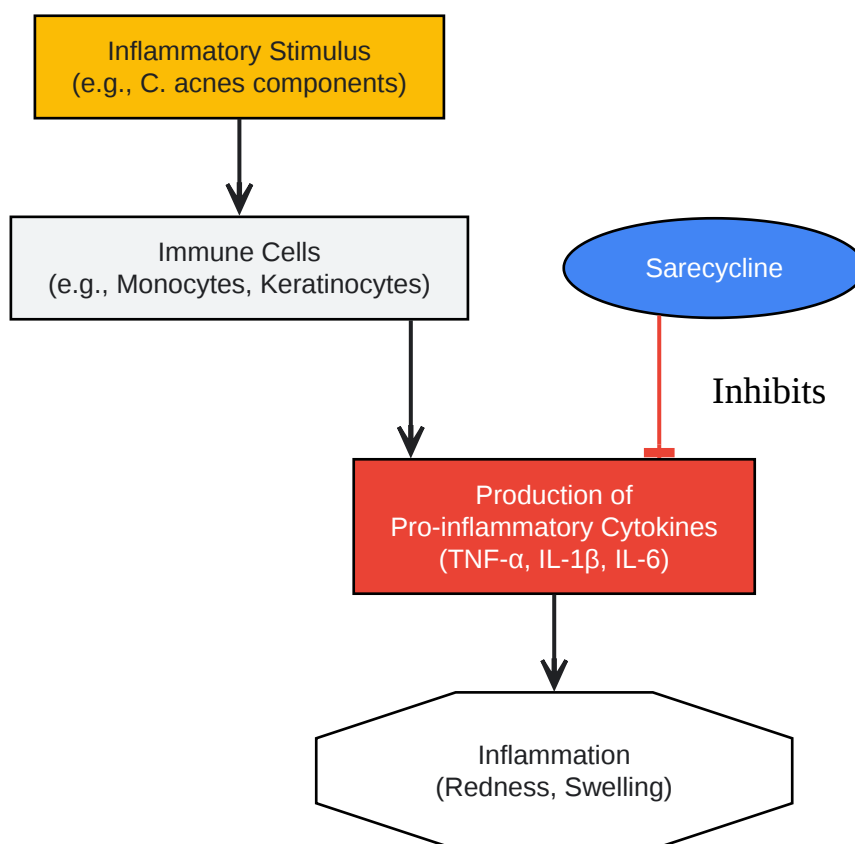 Inflammatory Stimulus
(e.g., C. acnes components)
Immune Cells
(e.g., Monocytes, Keratinocytes)
Sarecycline
Inhibits
Production of
Pro-inflammatory Cytokines
(TNF-α, IL-1β, IL-6)
Inflammation
(Redness, Swelling)